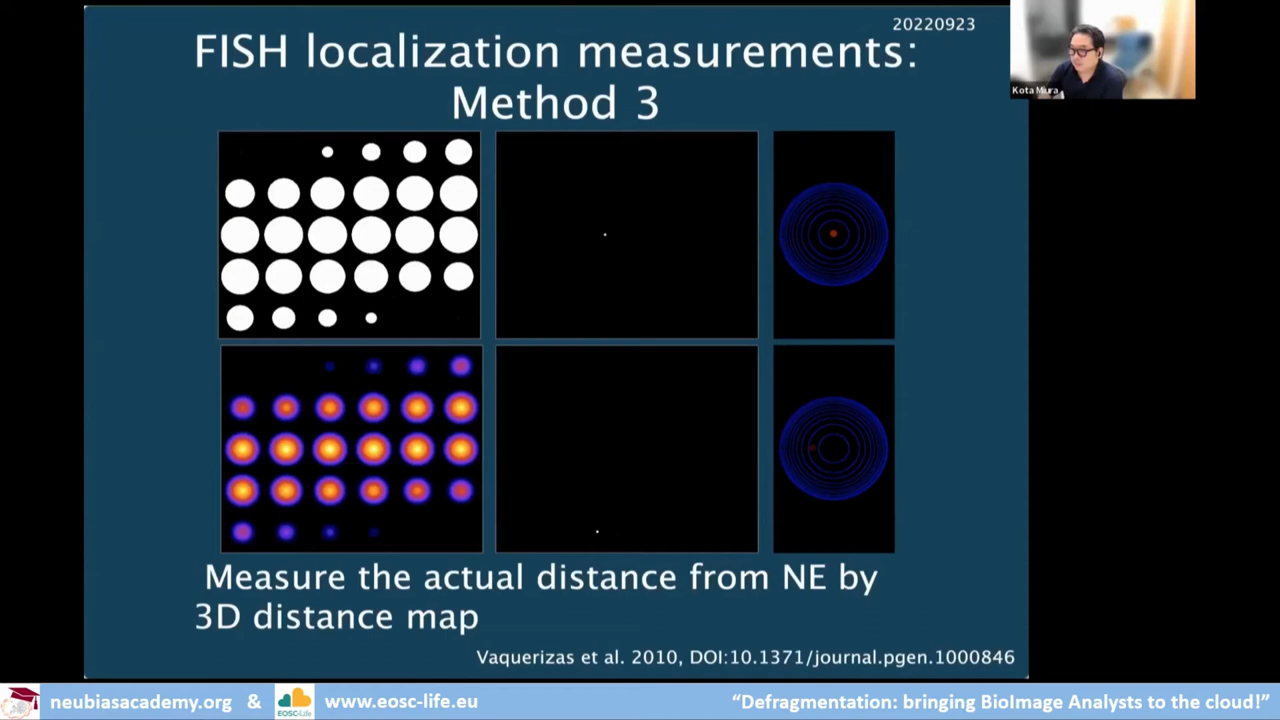 20220923
FISH localization measurements:
Method 3
Kota Miura
Measure the actual distance from NE by
3D distance map
Vaquerizas et al. 2010, DOI:10.1371/journal.pgen.1000846
neubiasacademy.org & EOSC-Life www.eosc-life.eu “Defragmentation: bringing BioImage Analysts to the cloud!”